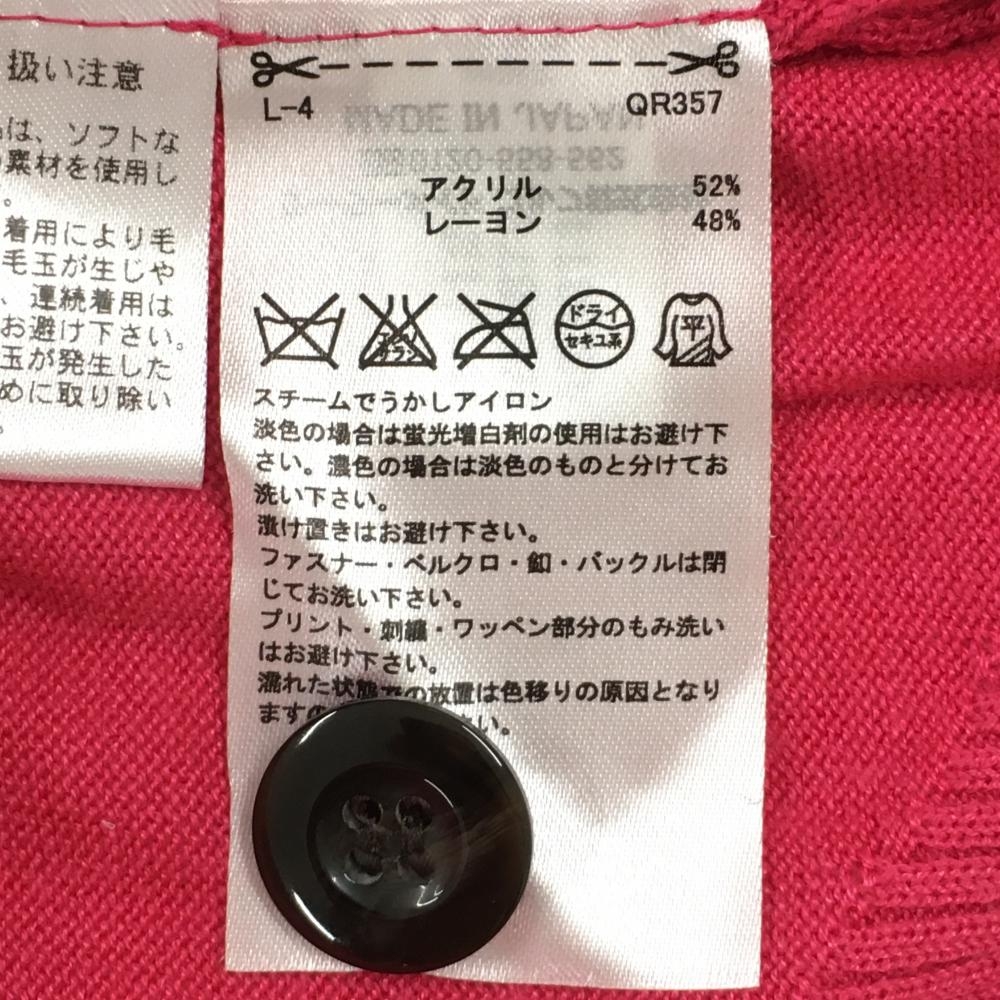 扱い注意
は、ソフトな
素材を使用し
。
着用により毛
毛玉が生じや
、連続着用は
お避け下さい。
玉が発生した
めに取り除い
。
L-4 QR357
MADE IN JAPAN
アクリル 52%
レーヨン 48%
エンソ
サラシ
ドライ
セキユ系
平
スチームでうかしアイロン
淡色の場合は蛍光増白剤の使用はお避け下
さい。濃色の場合は淡色のものと分けてお
洗い下さい。
漬け置きはお避け下さい。
ファスナー・ベルクロ・釦・バックルは閉
じてお洗い下さい。
プリント・刺繍・ワッペン部分のもみ洗い
はお避け下さい。
濡れた状態での放置は色移りの原因となり
ますの
い。